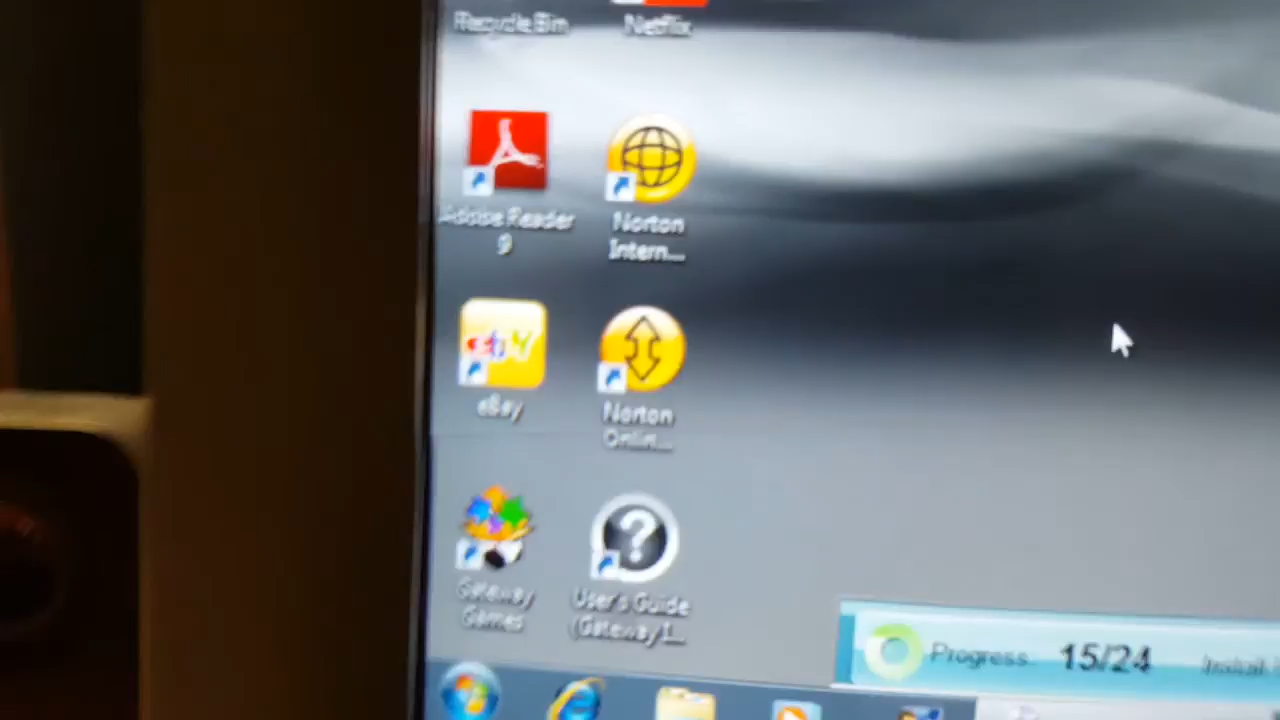 Recycle Bin
Netflix
Adobe Reader
9
Norton
Intern...
ebY
eBay
Norton
Onlin...
Gateway
Games
?
User's Guide
(Gateway I...
Progress 15/24 Install